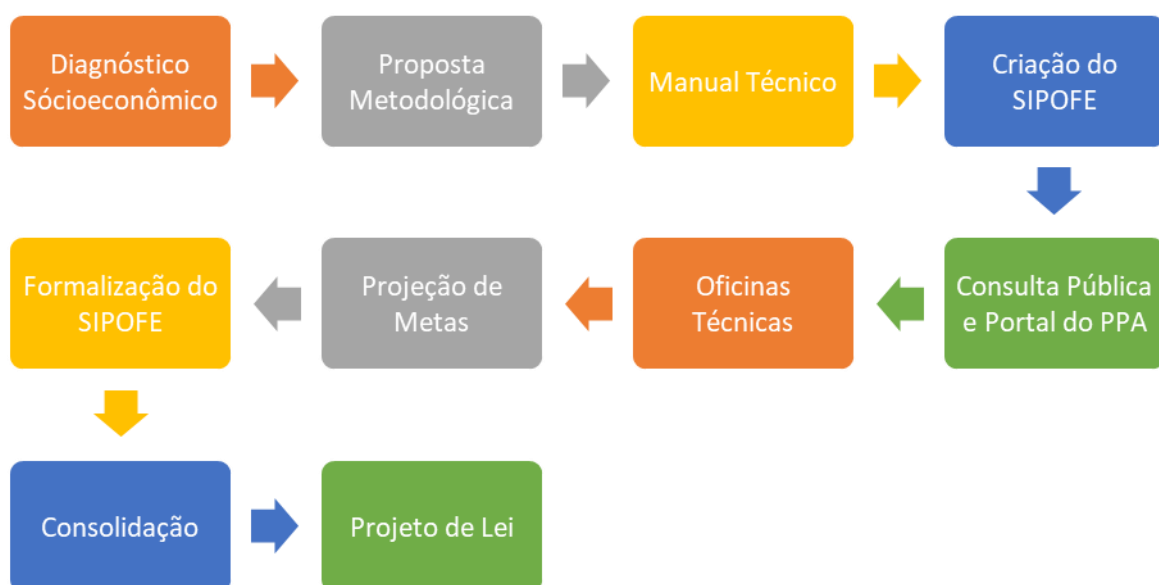 Diagnóstico
Sócioeconômico
Proposta
Metodológica
Manual Técnico
Criação do
SIPOFE
Consulta Pública
e Portal do PPA
Oficinas
Técnicas
Projeção de
Metas
Formalização do
SIPOFE
Consolidação
Projeto de Lei